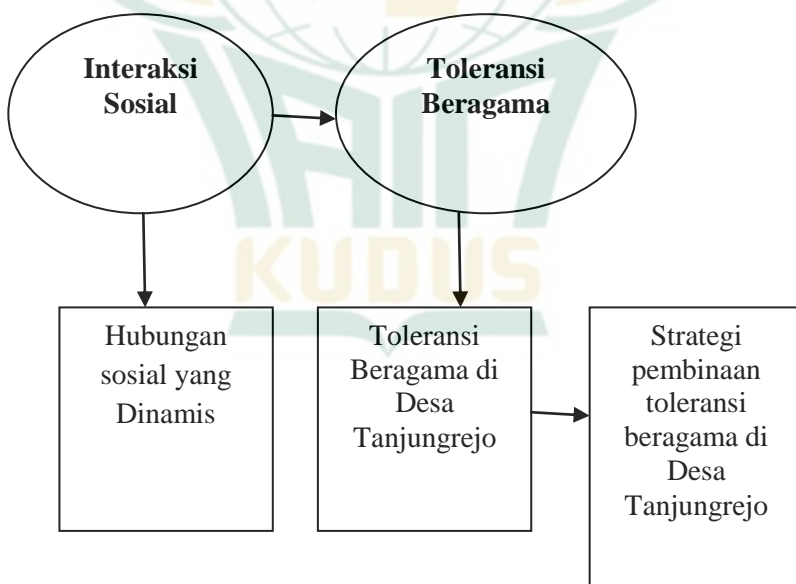 Interaksi
Sosial
Toleransi
Beragama
IAIN
KUDUS
Hubungan
sosial yang
Dinamis
Toleransi
Beragama di
Desa
Tanjungrejo
Strategi
pembinaan
toleransi
beragama di
Desa
Tanjungrejo